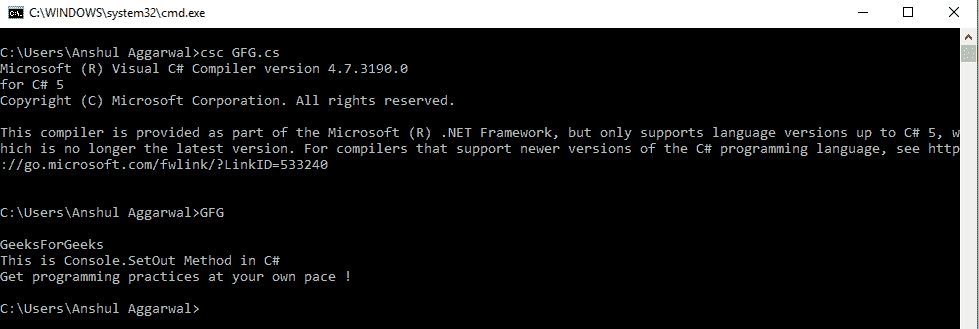 C:\WINDOWS\system32\cmd.exe
C:\Users\Anshul Aggarwal>csc GFG.cs
Microsoft (R) Visual C# Compiler version 4.7.3190.0
for C# 5
Copyright (C) Microsoft Corporation. All rights reserved.
This compiler is provided as part of the Microsoft (R) .NET Framework, but only supports language versions up to C# 5, w
hich is no longer the latest version. For compilers that support newer versions of the C# programming language, see http
://go.microsoft.com/fwlink/?LinkID=533240
C:\Users\Anshul Aggarwal>GFG
GeeksForGeeks
This is Console.SetOut Method in C#
Get programming practices at your own pace !
C:\Users\Anshul Aggarwal>